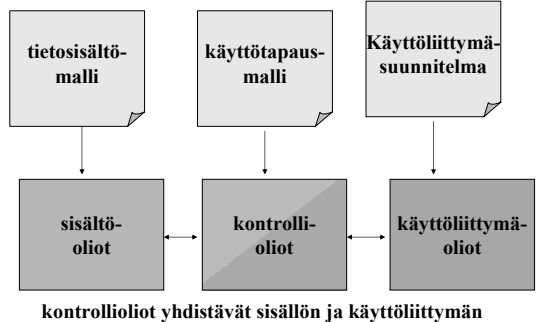 tietosisältö-
malli
käyttötapaus-
malli
Käyttöliittymä-
suunnitelma
sisältö-
oliot
kontrolli-
oliot
käyttöliittymä-
oliot
kontrollioliot yhdistävät sisällön ja käyttöliittymän